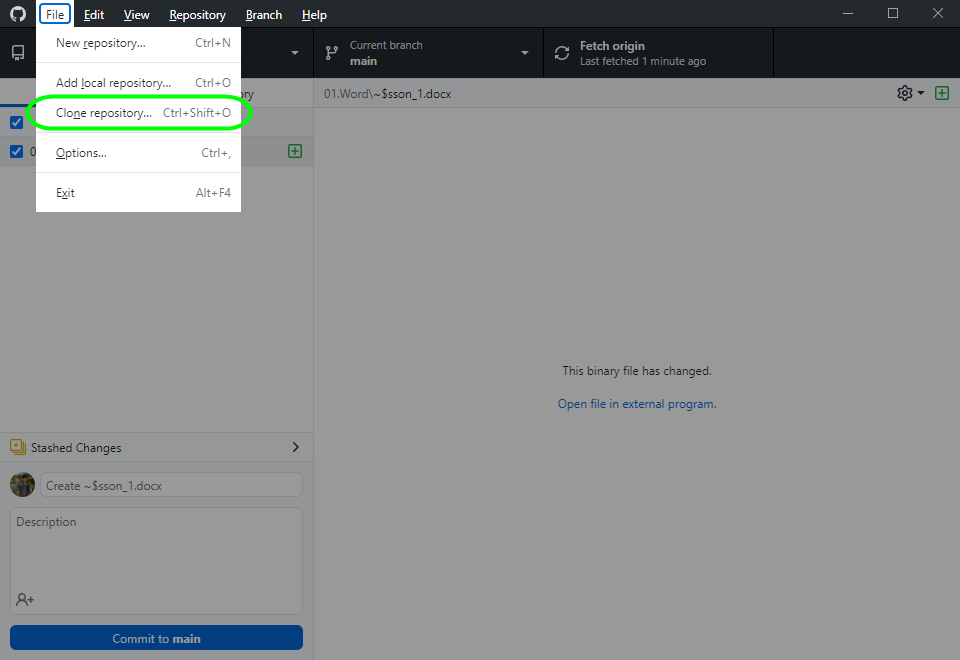 File Edit View Repository Branch Help
New repository... Ctrl+N
Add local repository... Ctrl+O
Clone repository... Ctrl+Shift+O
Options... Ctrl+,
Exit Alt+F4
Current branch
main
Fetch origin
Last fetched 1 minute ago
01.Word\~$sson_1.docx
This binary file has changed.
Open file in external program.
Stashed Changes
Create ~$sson_1.docx
Description
Commit to main